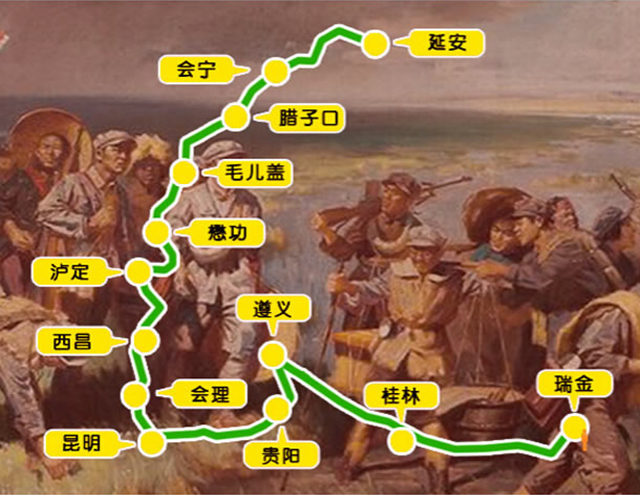 延安
会宁
腊子口
毛儿盖
懋功
泸定
遵义
西昌
瑞金
会理
桂林
昆明
贵阳